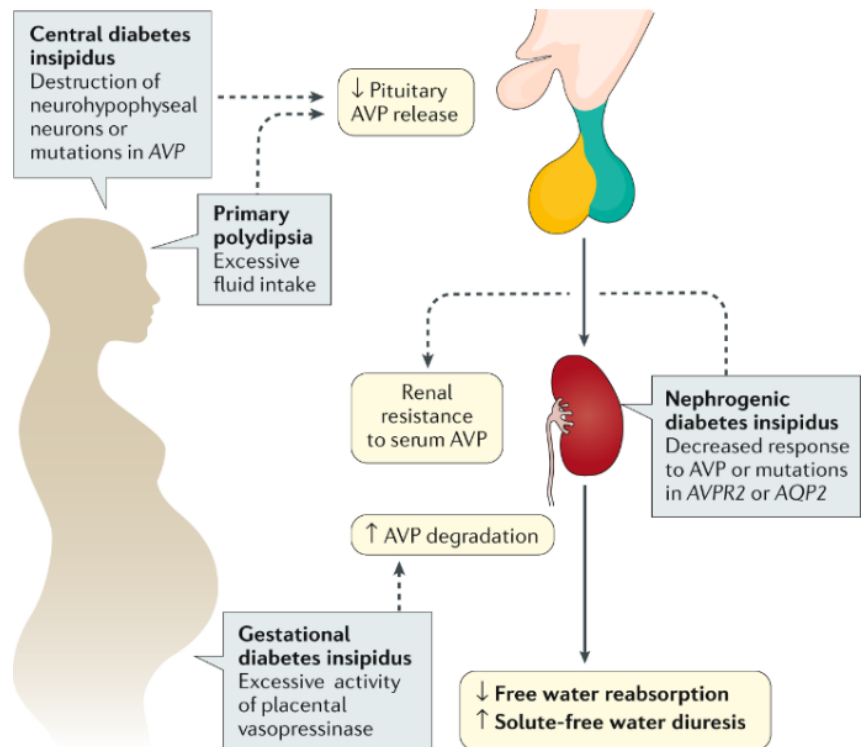 Central diabetes
insipidus
Destruction of
neurohypophyseal
neurons or
mutations in AVP
↓ Pituitary
AVP release
Primary
polydipsia
Excessive
fluid intake
Renal
resistance
to serum AVP
Nephrogenic
diabetes insipidus
Decreased response
to AVP or mutations
in AVPR2 or AQP2
↑ AVP degradation
Gestational
diabetes insipidus
Excessive activity
of placental
vasopressinase
↓ Free water reabsorption
↑ Solute-free water diuresis